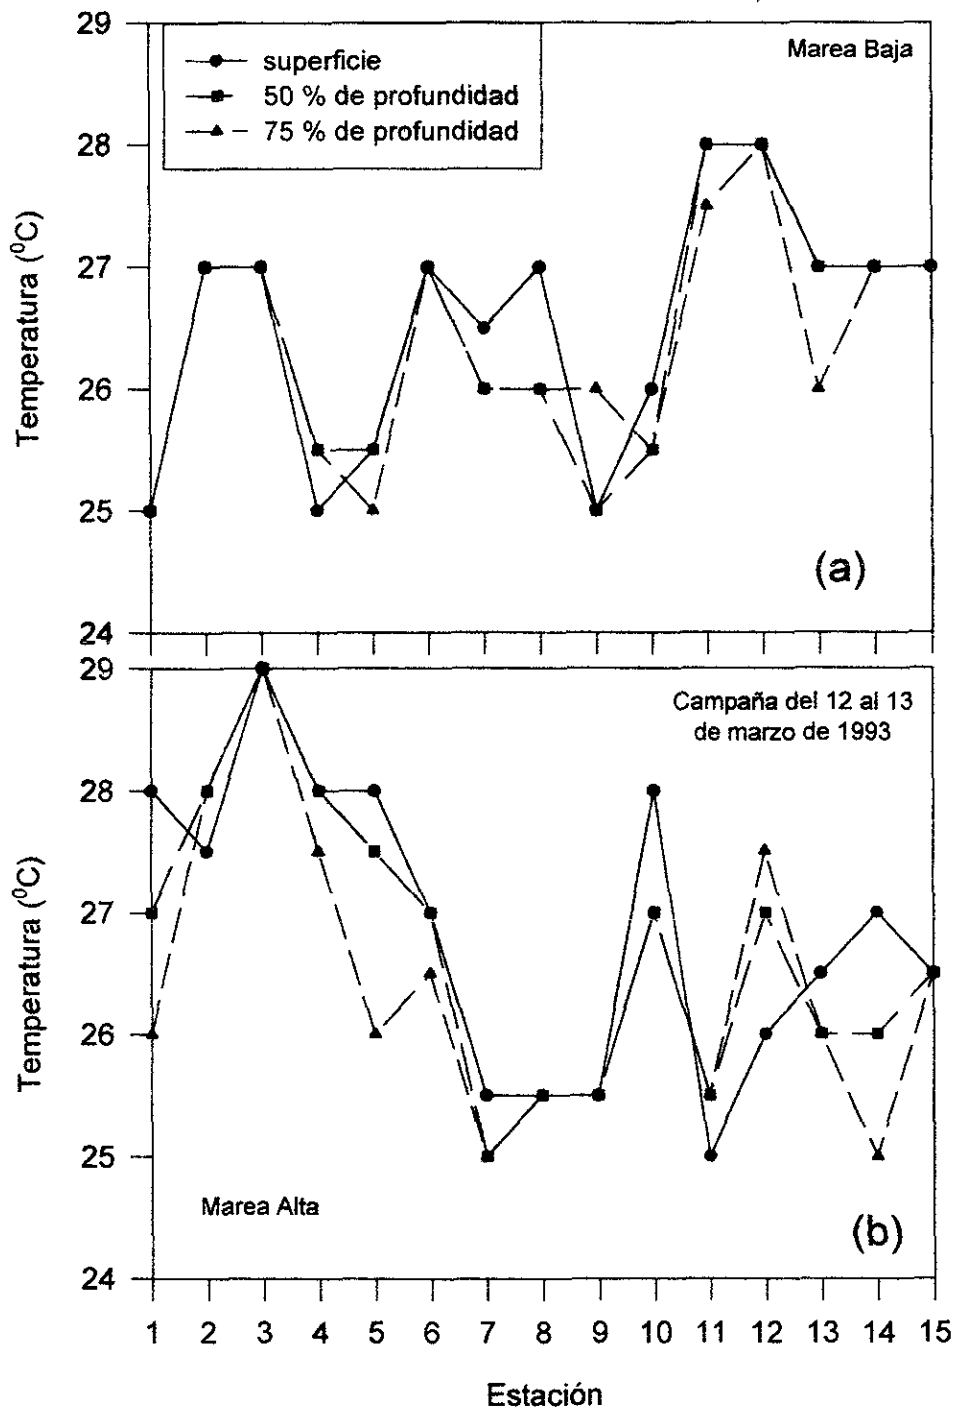 29
28
27
26
25
24
Temperatura (⁰C)
superficie
50 % de profundidad
75 % de profundidad
Marea Baja
(a)
29
28
27
26
25
24
Temperatura (⁰C)
Campaña del 12 al 13
de marzo de 1993
Marea Alta
(b)
1 2 3 4 5 6 7 8 9 10 11 12 13 14 15
Estación